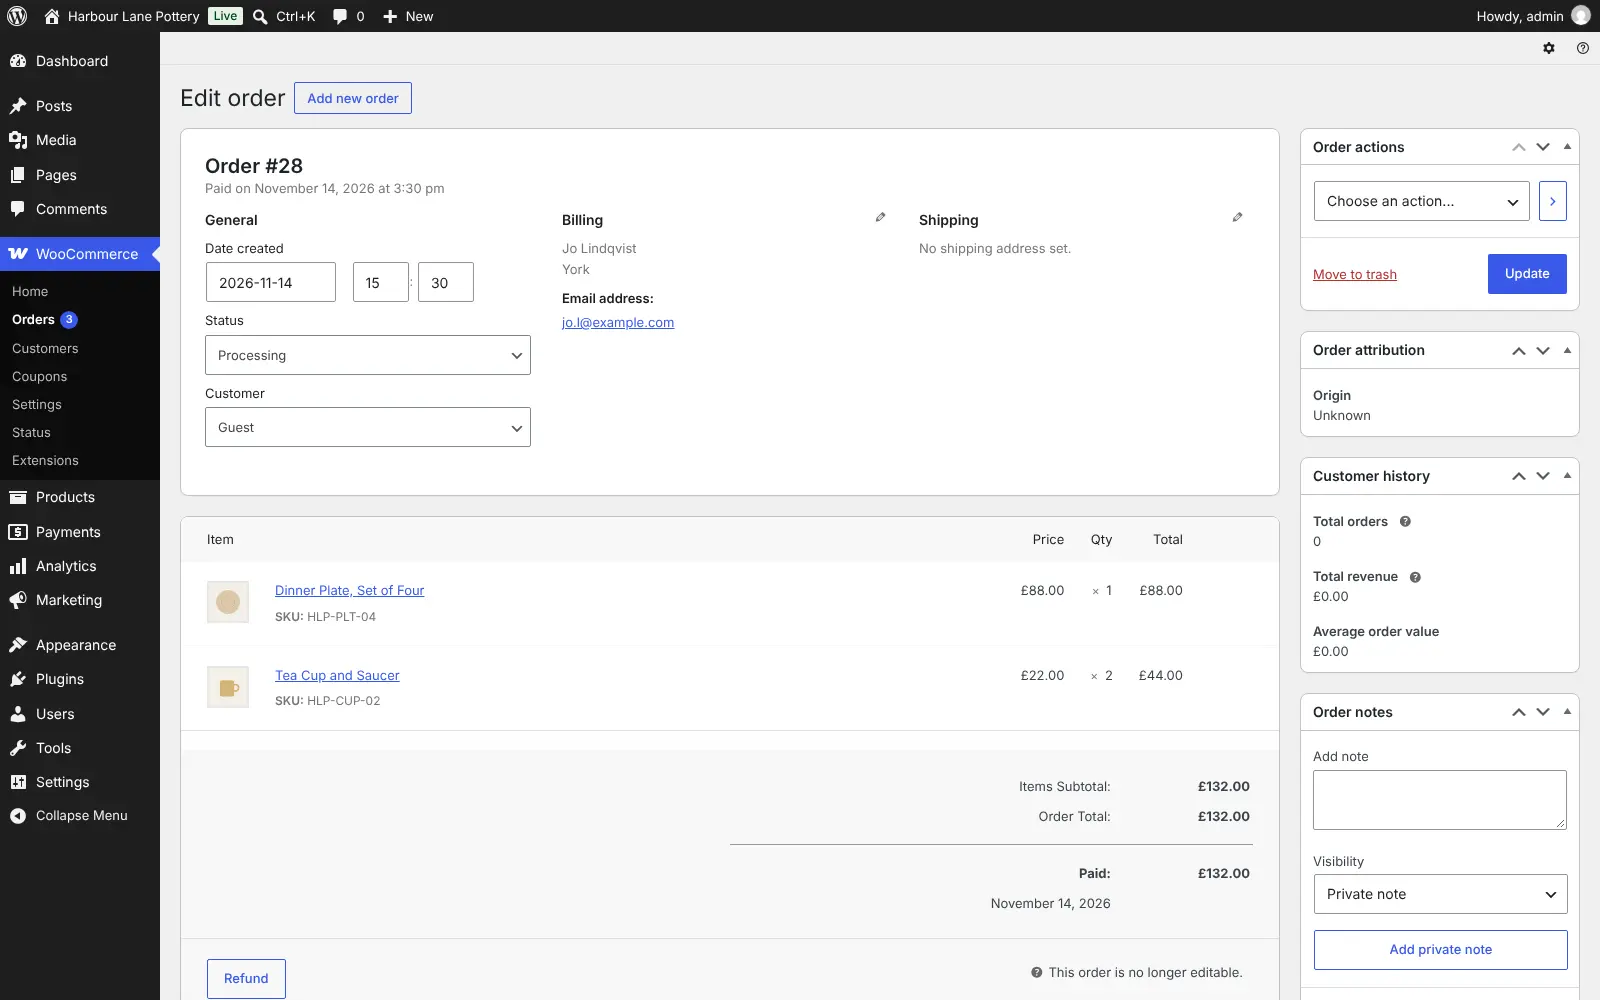 Harbour Lane Pottery Live Ctrl+K 0 New Howdy, admin
Dashboard
Posts
Media
Pages
Comments
WooCommerce
Home
Orders 3
Customers
Coupons
Settings
Status
Extensions
Products
Payments
Analytics
Marketing
Appearance
Plugins
Users
Tools
Settings
Collapse Menu
Edit order Add new order
Order #28
Paid on November 14, 2026 at 3:30 pm
General
Date created
2026-11-14 15 : 30
Status
Processing
Customer
Guest
Billing
Jo Lindqvist
York
Email address:
jo.l@example.com
Shipping
No shipping address set.
Item Price Qty Total
Dinner Plate, Set of Four £88.00 × 1 £88.00
SKU: HLP-PLT-04
Tea Cup and Saucer £22.00 × 2 £44.00
SKU: HLP-CUP-02
Items Subtotal: £132.00
Order Total: £132.00
Paid: £132.00
November 14, 2026
Refund This order is no longer editable.
Order actions
Choose an action...
Move to trash Update
Order attribution
Origin
Unknown
Customer history
Total orders
0
Total revenue
£0.00
Average order value
£0.00
Order notes
Add note
Visibility
Private note
Add private note